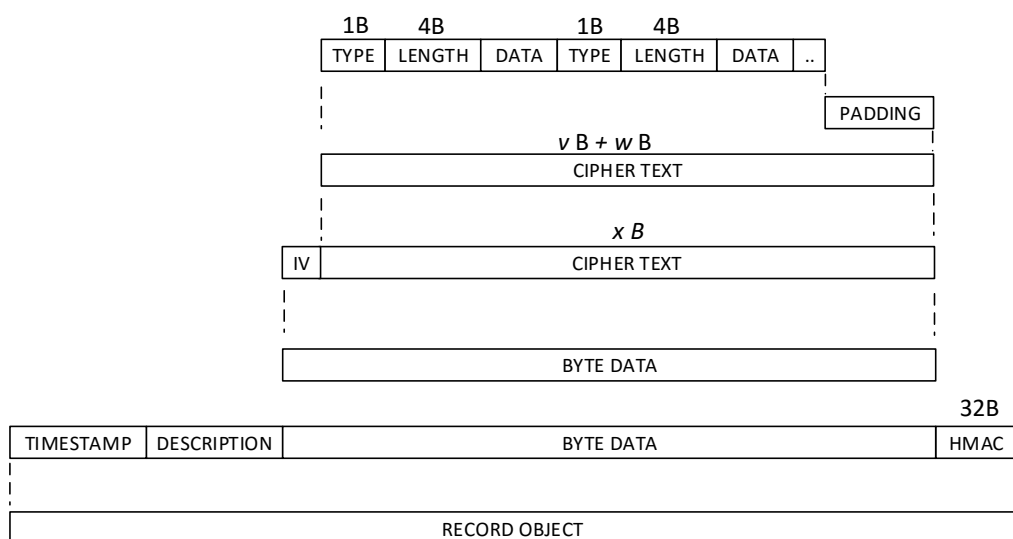 1B 4B 1B 4B
TYPE LENGTH DATA TYPE LENGTH DATA ..
PADDING
v B + w B
CIPHER TEXT
x B
IV CIPHER TEXT
BYTE DATA
32B
TIMESTAMP DESCRIPTION BYTE DATA HMAC
RECORD OBJECT